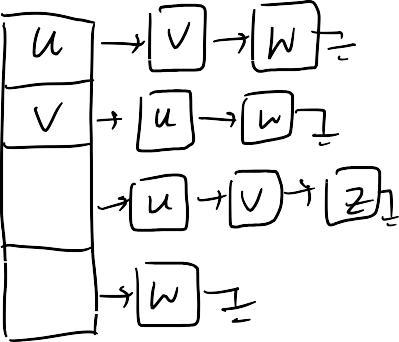 u → v → w
v → u → w
→ u → v → z
→ w